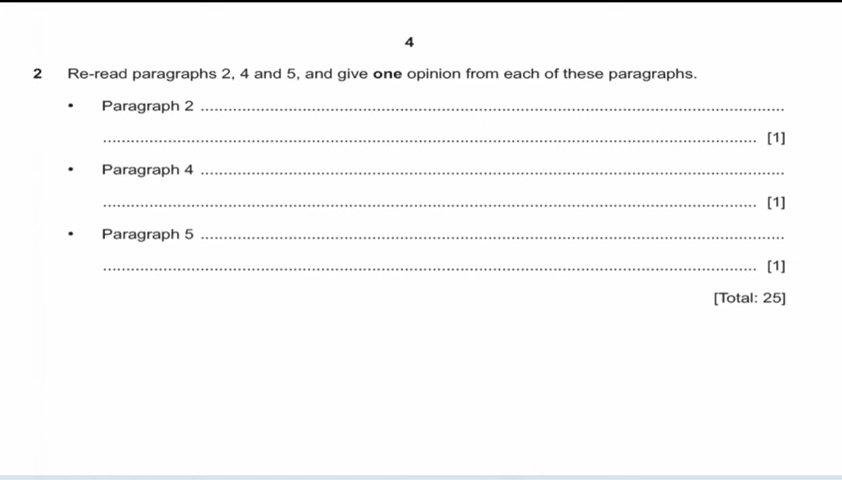 4
2 Re-read paragraphs 2, 4 and 5, and give one opinion from each of these paragraphs.
• Paragraph 2 ........................................................................
........................................................................ [1]
• Paragraph 4 ........................................................................
........................................................................ [1]
• Paragraph 5 ........................................................................
........................................................................ [1]
[Total: 25]